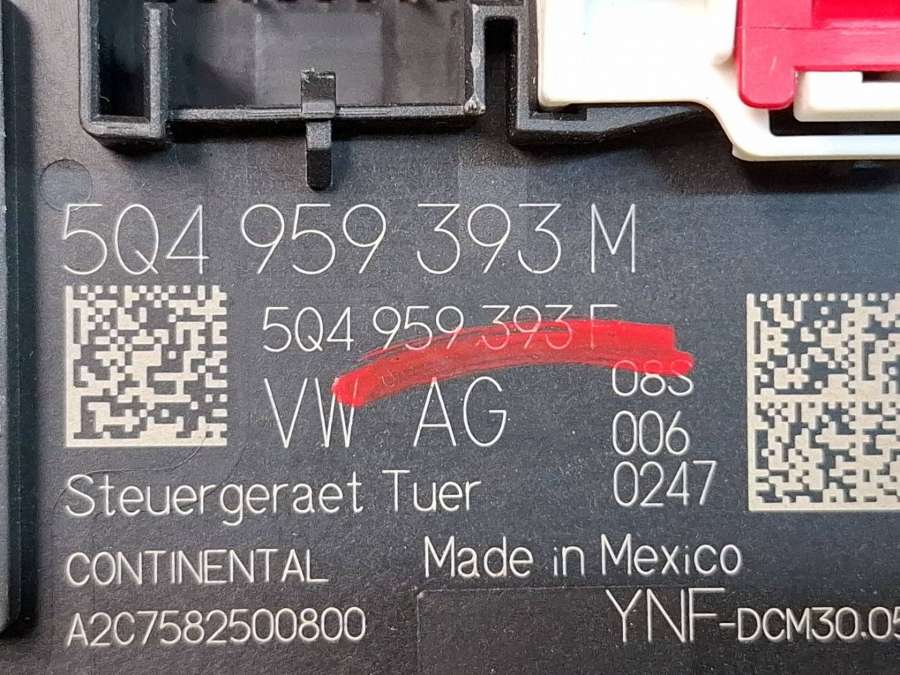 5Q4 959 393 M
5Q4 959 393 F
VW AG
08S
006
0247
Steuergeraet Tuer
CONTINENTAL
Made in Mexico
A2C7582500800
YNF-DCM30.05